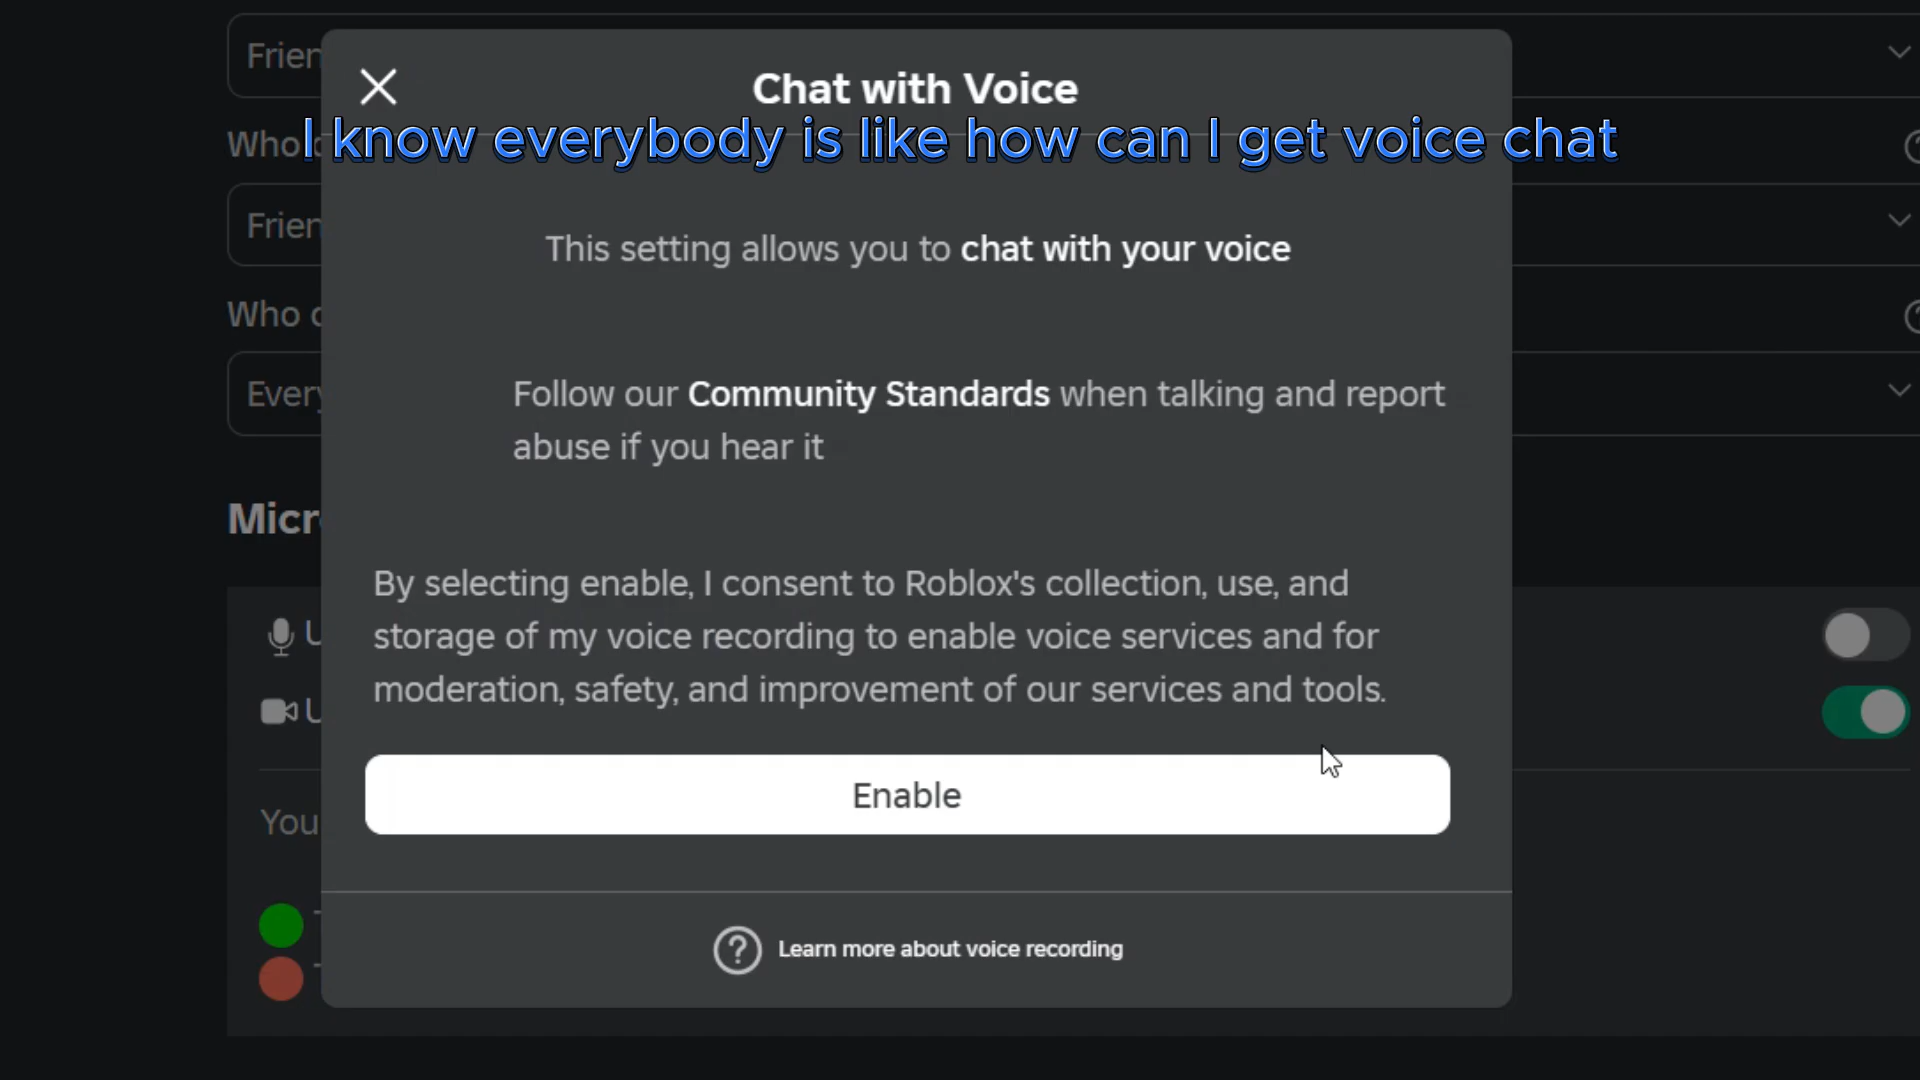 Frien
Chat with Voice
Who
I know everybody is like how can I get voice chat
Frien
This setting allows you to chat with your voice
Who
Every
Follow our Community Standards when talking and report
abuse if you hear it
Micr
By selecting enable, I consent to Roblox's collection, use, and
storage of my voice recording to enable voice services and for
moderation, safety, and improvement of our services and tools.
U
U
Enable
You
Learn more about voice recording